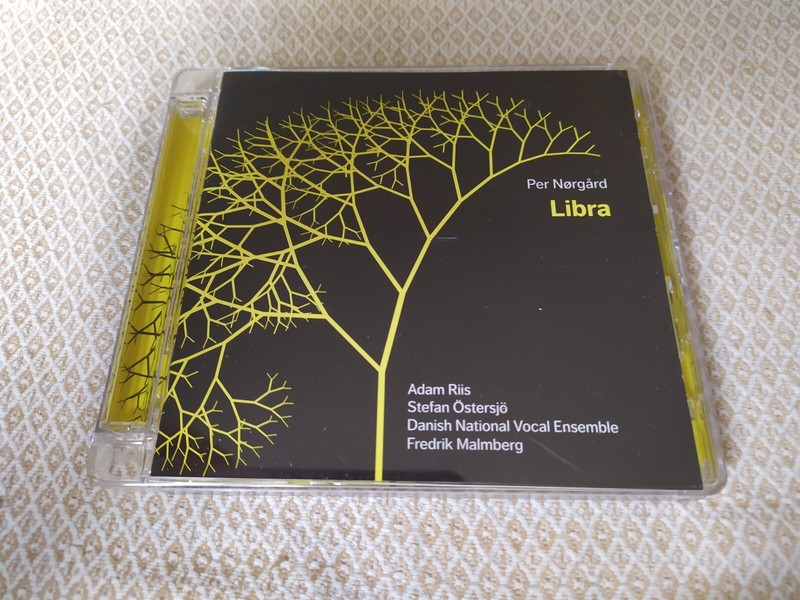 Per Nørgård
Libra
Adam Riis
Stefan Östersjö
Danish National Vocal Ensemble
Fredrik Malmberg